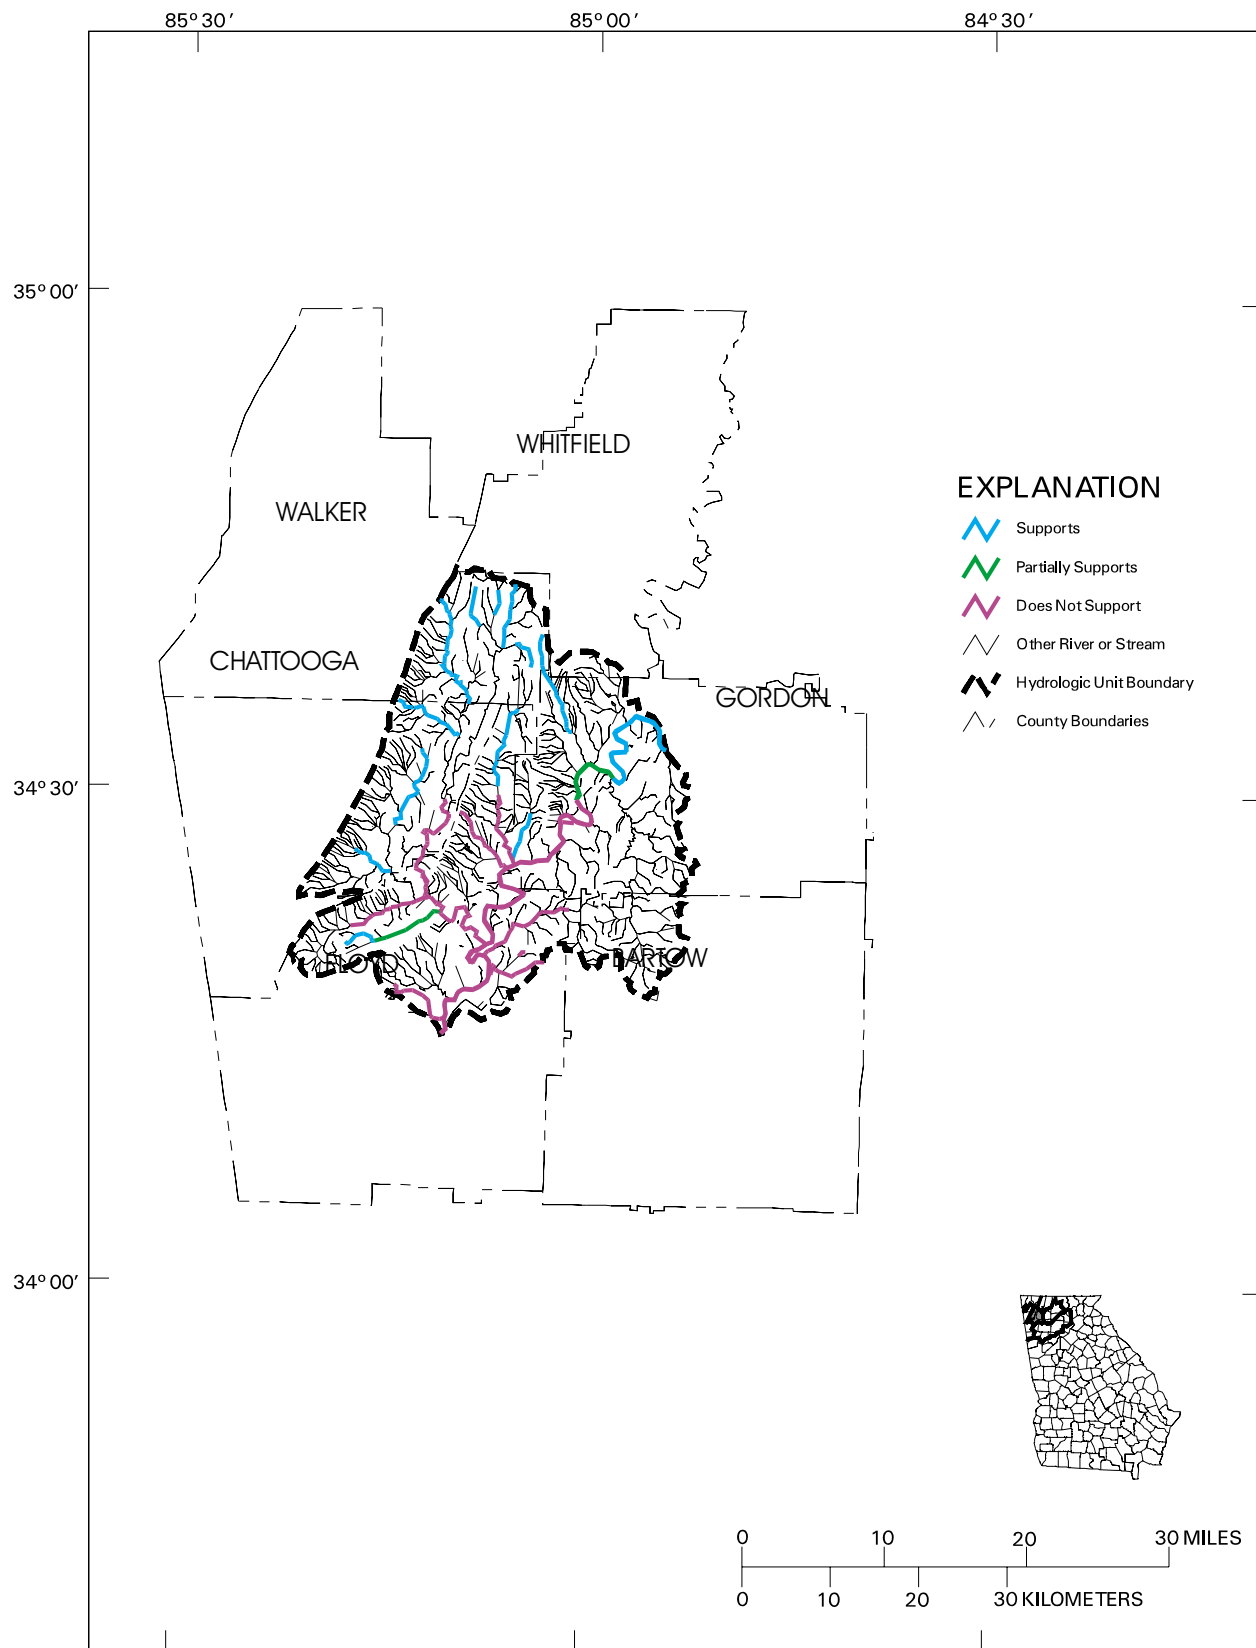 85° 30’ 85° 00’ 84° 30’
35° 00’
WHITFIELD
WALKER
EXPLANATION
Supports
Partially Supports
Does Not Support
Other River or Stream
Hydrologic Unit Boundary
County Boundaries
CHATTOOGA
GORDON
34° 30’
FLOYD
BARTOW
34° 00’
0 10 20 30 MILES
0 10 20 30 KILOMETERS